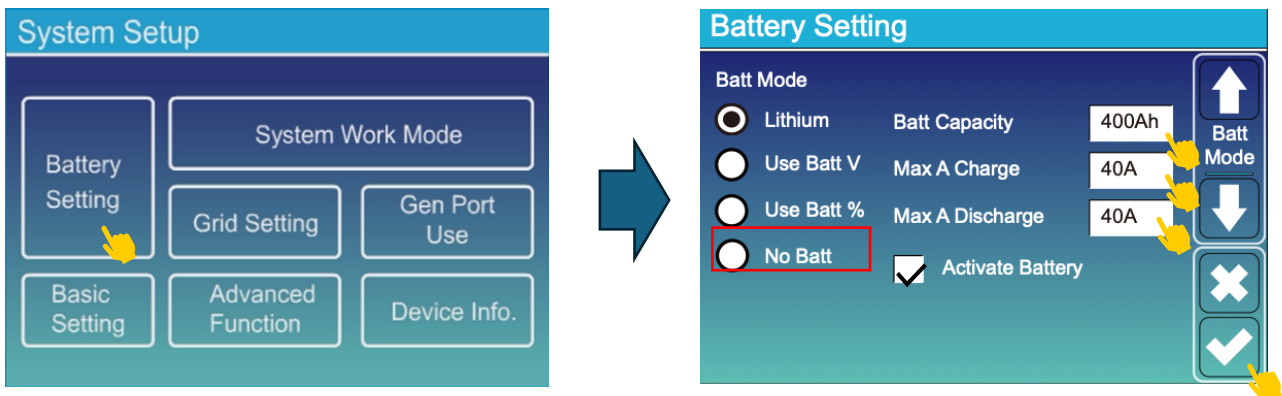 System Setup
Battery
Setting
System Work Mode
Grid Setting
Gen Port
Use
Basic
Setting
Advanced
Function
Device Info.
Battery Setting
Batt Mode
Lithium
Batt Capacity
400Ah
Use Batt V
Max A Charge
40A
Use Batt %
Max A Discharge
40A
No Batt
Activate Battery
Batt
Mode